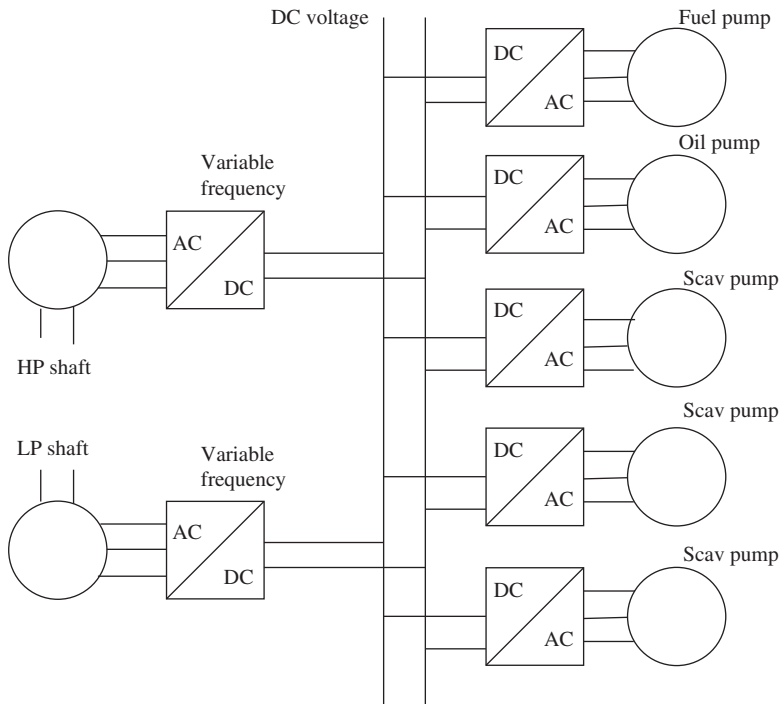 DC voltage
Fuel pump
DC
AC
Oil pump
DC
AC
Variable
frequency
AC
DC
HP shaft
Scav pump
DC
AC
LP shaft
Variable
frequency
AC
DC
Scav pump
DC
AC
Scav pump
DC
AC